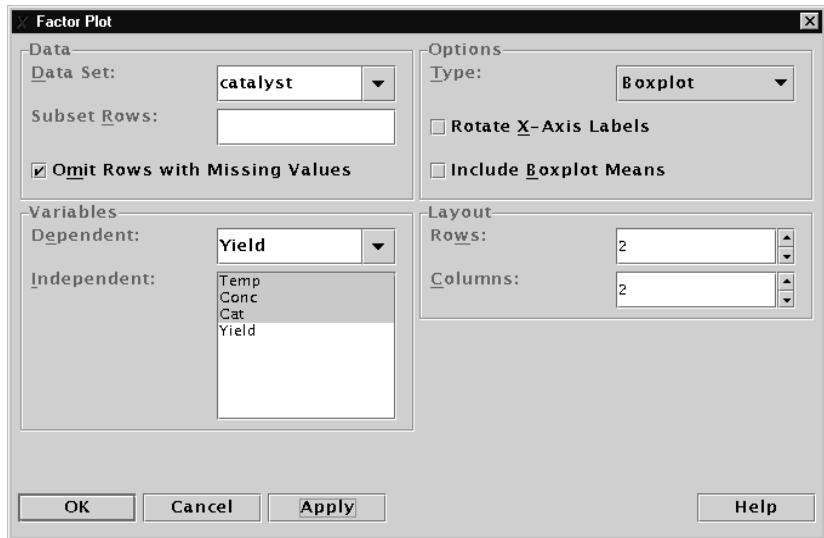 Factor Plot
Data
Data Set:
catalyst
Subset Rows:
Omit Rows with Missing Values
Options
Type:
Boxplot
Rotate X-Axis Labels
Include Boxplot Means
Variables
Dependent:
Yield
Independent:
Temp
Conc
Cat
Yield
Layout
Rows:
2
Columns:
2
OK
Cancel
Apply
Help